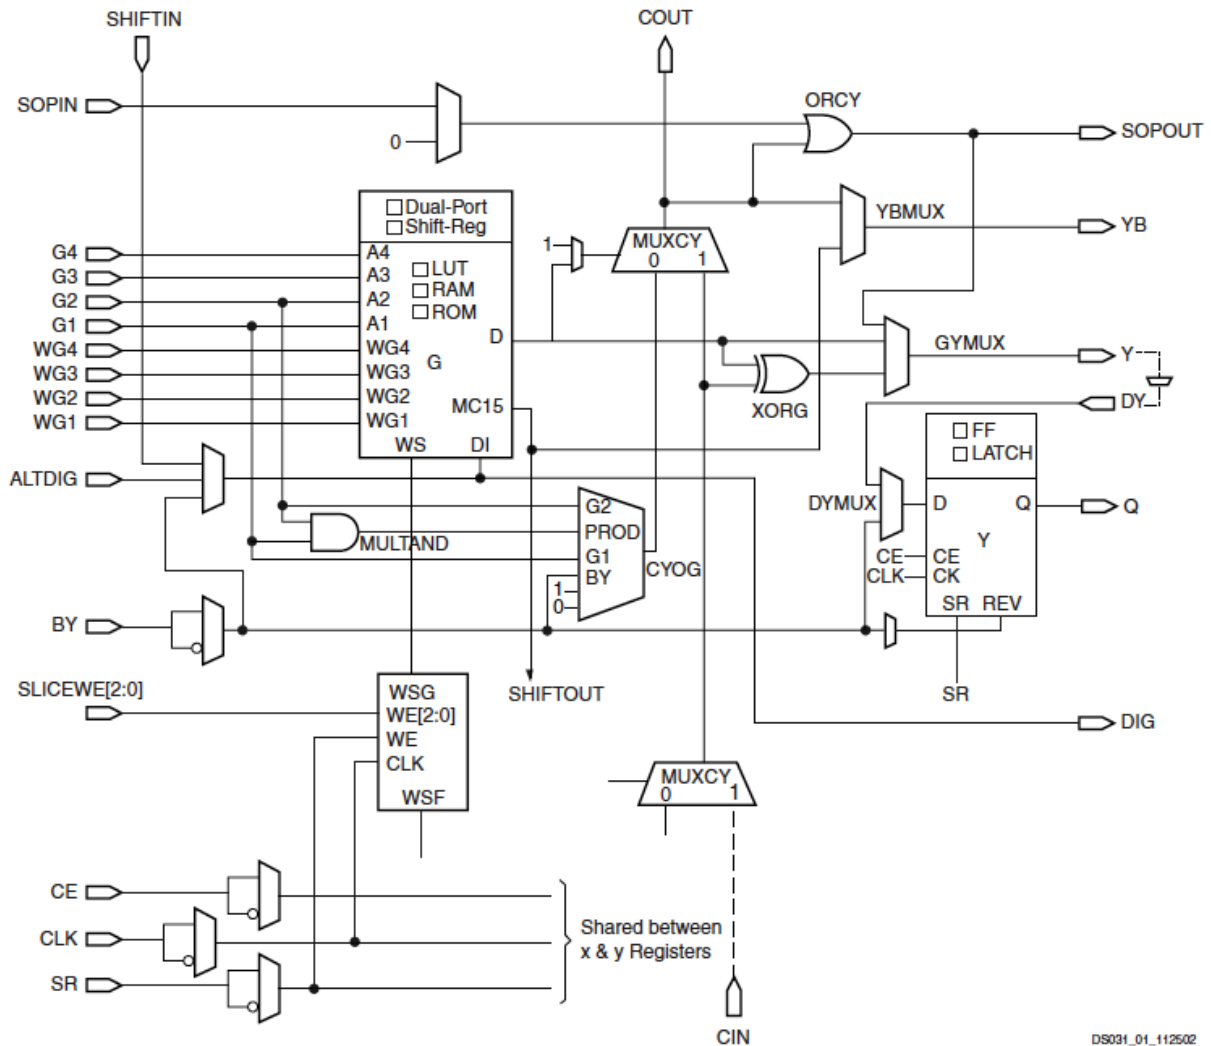 SHIFTIN
COUT
SOPIN
0
ORCY
SOPOUT
Dual-Port
Shift-Reg
YBMUX
YB
G4
G3
G2
G1
WG4
WG3
WG2
WG1
A4
A3
A2
A1
WG4
WG3
WG2
WG1
LUT
RAM
ROM
G
D
MC15
WS
DI
1
MUXCY
0 1
GYMUX
Y
XORG
DY
FF
LATCH
ALTDIG
DYMUX
D
Q
Q
Y
CE
CE
CLK
CK
SR REV
G2
PROD
G1
BY
1
0
CYOG
MULTAND
BY
SHIFTOUT
SR
SLICEWE[2:0]
WSG
WE[2:0]
WE
CLK
WSF
DIG
MUXCY
0 1
CE
CLK
SR
Shared between
x & y Registers
CIN
DS031_01_112502